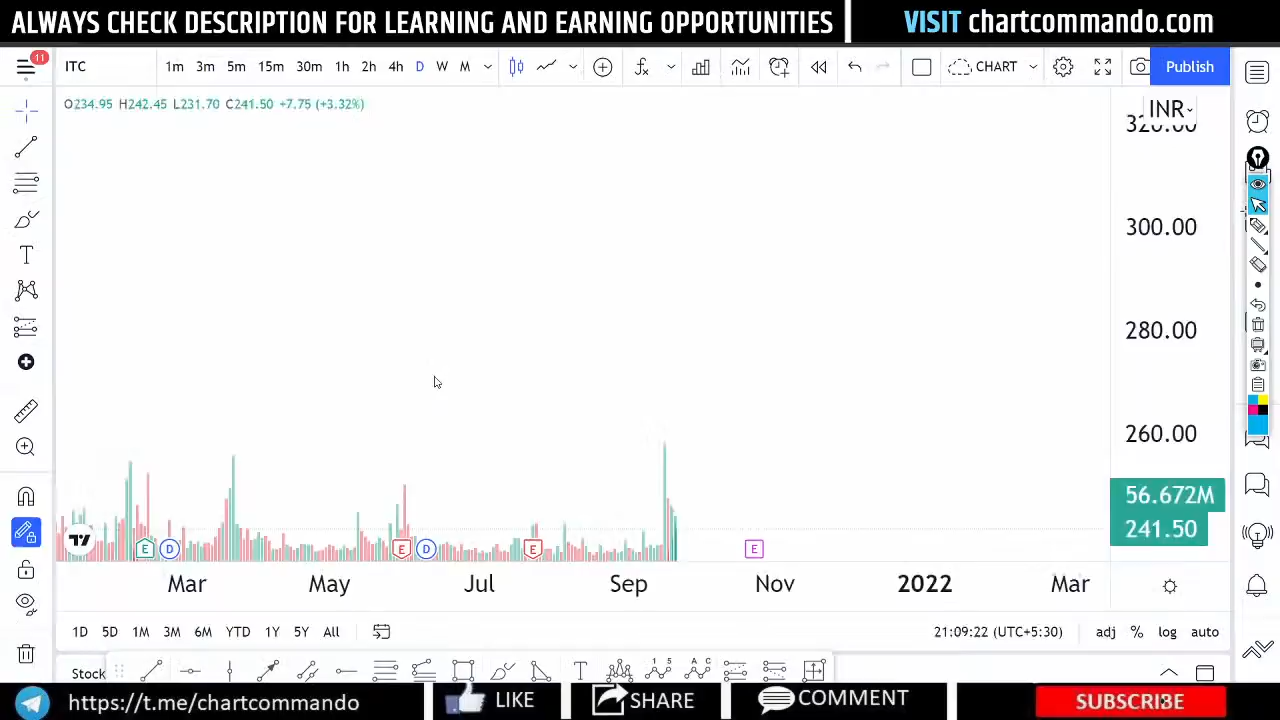 ALWAYS CHECK DESCRIPTION FOR LEARNING AND EARNING OPPORTUNITIES VISIT chartcommando.com
11
ITC 1m 3m 5m 15m 30m 1h 2h 4h D W M CHART Publish
O234.95 H242.45 L231.70 C241.50 +7.75 (+3.32%)
INR
320.00
300.00
280.00
260.00
56.672M
241.50
E D E D E E
Mar May Jul Sep Nov 2022 Mar
1D 5D 1M 3M 6M YTD 1Y 5Y All 21:09:22 (UTC+5:30) adj % log auto
Stock
https://t.me/chartcommando LIKE SHARE COMMENT SUBSCRIBE